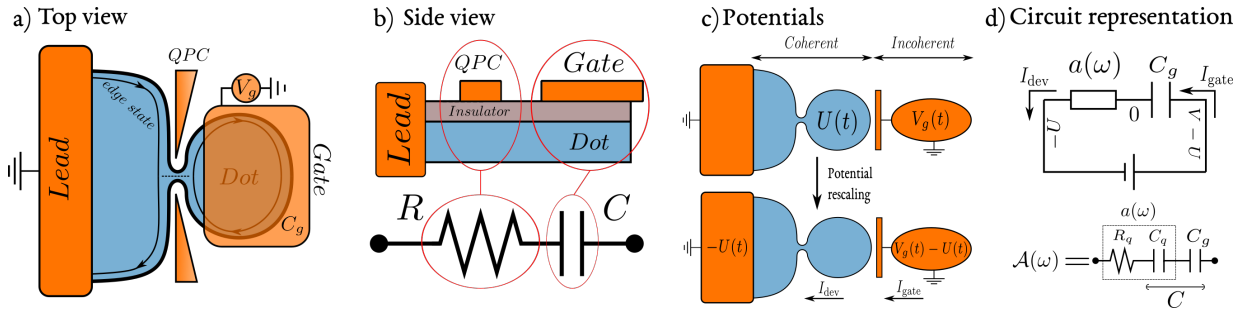 a) Top view
QPC
edge state
V_g
Lead
Dot
Gate
C_g
b) Side view
QPC
Gate
Insulator
Lead
Dot
R
C
c) Potentials
Coherent
Incoherent
U(t)
V_g(t)
Potential
rescaling
−U(t)
V_g(t) − U(t)
I_dev
I_gate
d) Circuit representation
I_dev
a(ω)
C_g
I_gate
−U
0
V − U
a(ω)
R_q
C_q
C_g
𝒜(ω) =
C